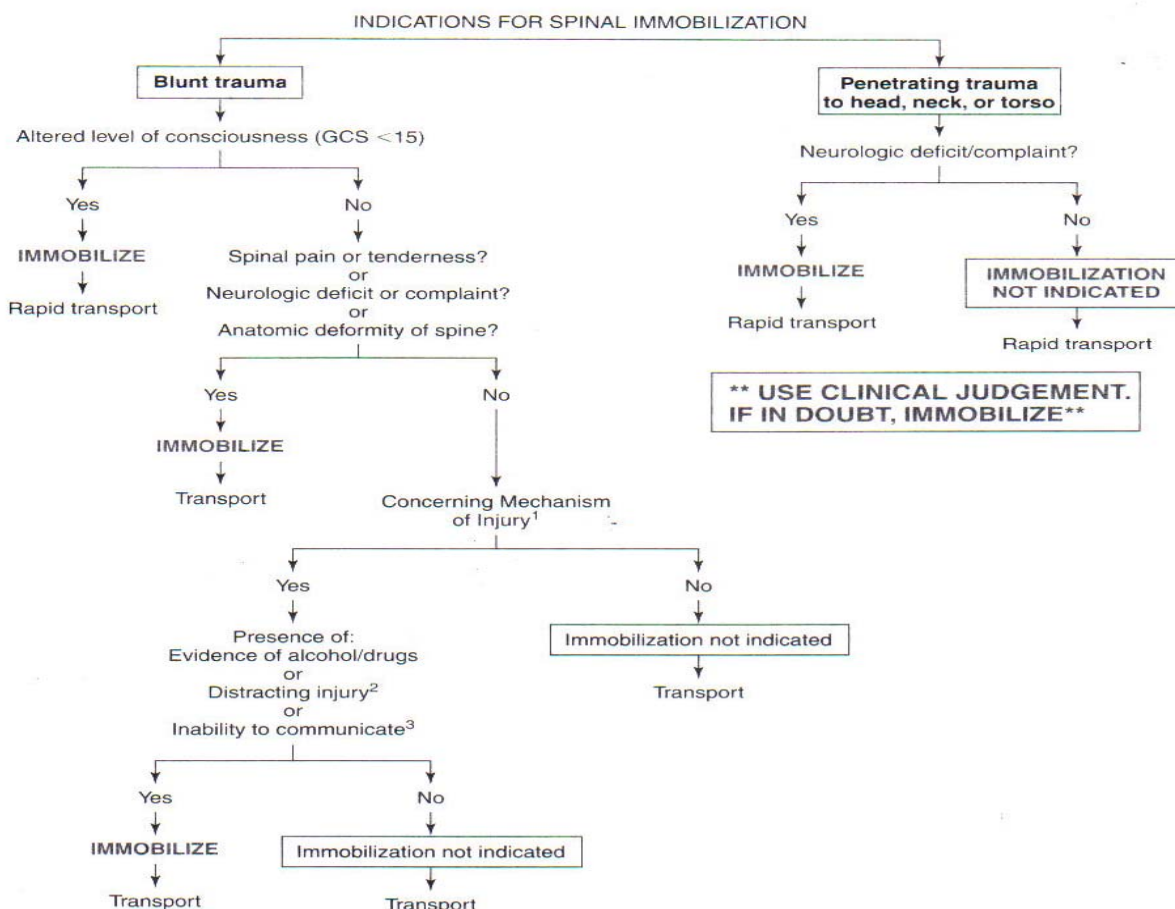 INDICATIONS FOR SPINAL IMMOBILIZATION
Blunt trauma
Altered level of consciousness (GCS <15)
Yes
No
IMMOBILIZE
Rapid transport
Spinal pain or tenderness?
or
Neurologic deficit or complaint?
or
Anatomic deformity of spine?
Yes
No
IMMOBILIZE
Transport
Concerning Mechanism
of Injury1
Yes
No
Presence of:
Evidence of alcohol/drugs
or
Distracting injury2
or
Inability to communicate3
Immobilization not indicated
Transport
Yes
No
IMMOBILIZE
Immobilization not indicated
Transport
Transport
Penetrating trauma
to head, neck, or torso
Neurologic deficit/complaint?
Yes
No
IMMOBILIZE
IMMOBILIZATION
NOT INDICATED
Rapid transport
Rapid transport
** USE CLINICAL JUDGEMENT.
IF IN DOUBT, IMMOBILIZE**